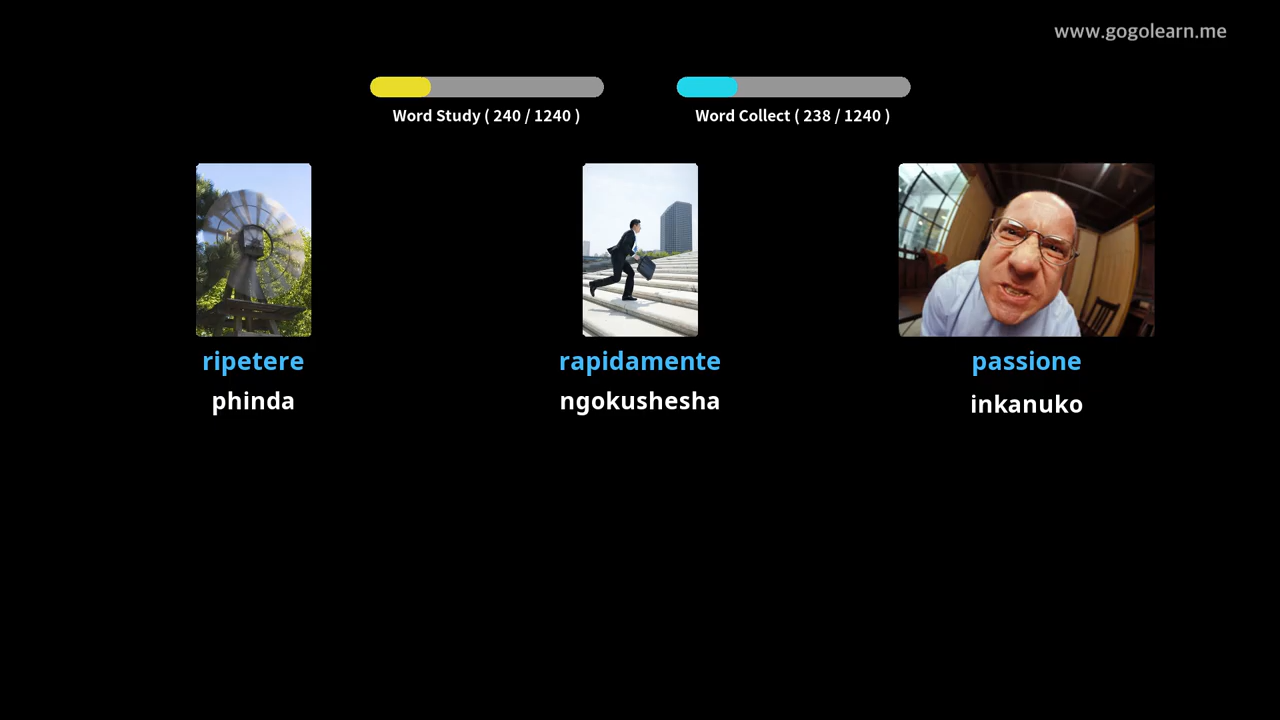 www.gogolearn.me
Word Study ( 240 / 1240 )
Word Collect ( 238 / 1240 )
ripetere
rapidamente
passione
phinda
ngokushesha
inkanuko